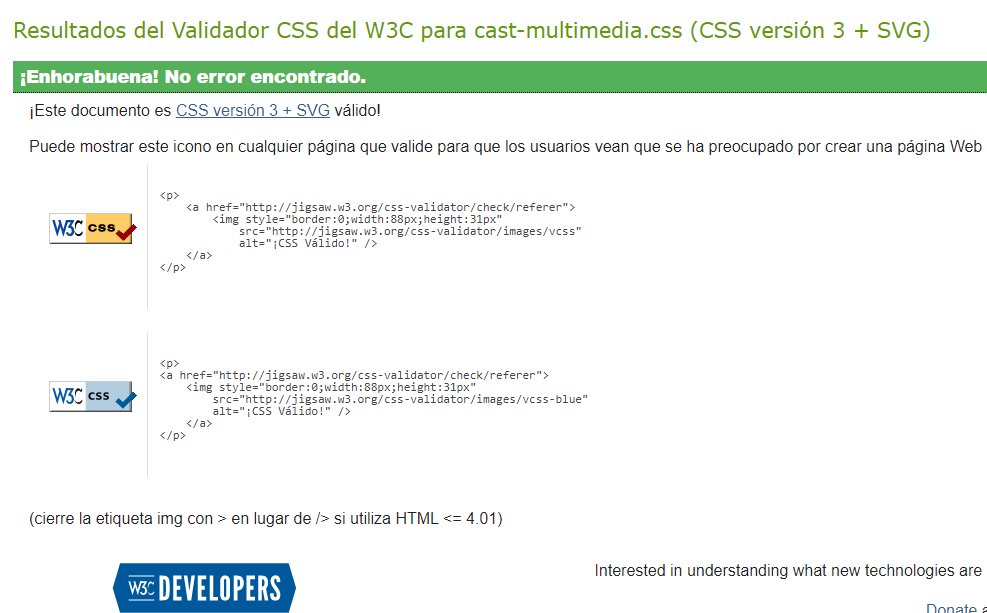 Resultados del Validador CSS del W3C para cast-multimedia.css (CSS versión 3 + SVG)
¡Enhorabuena! No error encontrado.
¡Este documento es CSS versión 3 + SVG válido!
Puede mostrar este icono en cualquier página que valide para que los usuarios vean que se ha preocupado por crear una página Web
W3C css
<p>
<a href="http://jigsaw.w3.org/css-validator/check/referer">
<img style="border:0;width:88px;height:31px"
src="http://jigsaw.w3.org/css-validator/images/vcss"
alt="¡CSS Válido!" />
</a>
</p>
W3C css
<p>
<a href="http://jigsaw.w3.org/css-validator/check/referer">
<img style="border:0;width:88px;height:31px"
src="http://jigsaw.w3.org/css-validator/images/vcss-blue"
alt="¡CSS Válido!" />
</a>
</p>
(cierre la etiqueta img con > en lugar de /> si utiliza HTML <= 4.01)
W3C DEVELOPERS
Interested in understanding what new technologies are
Donate a